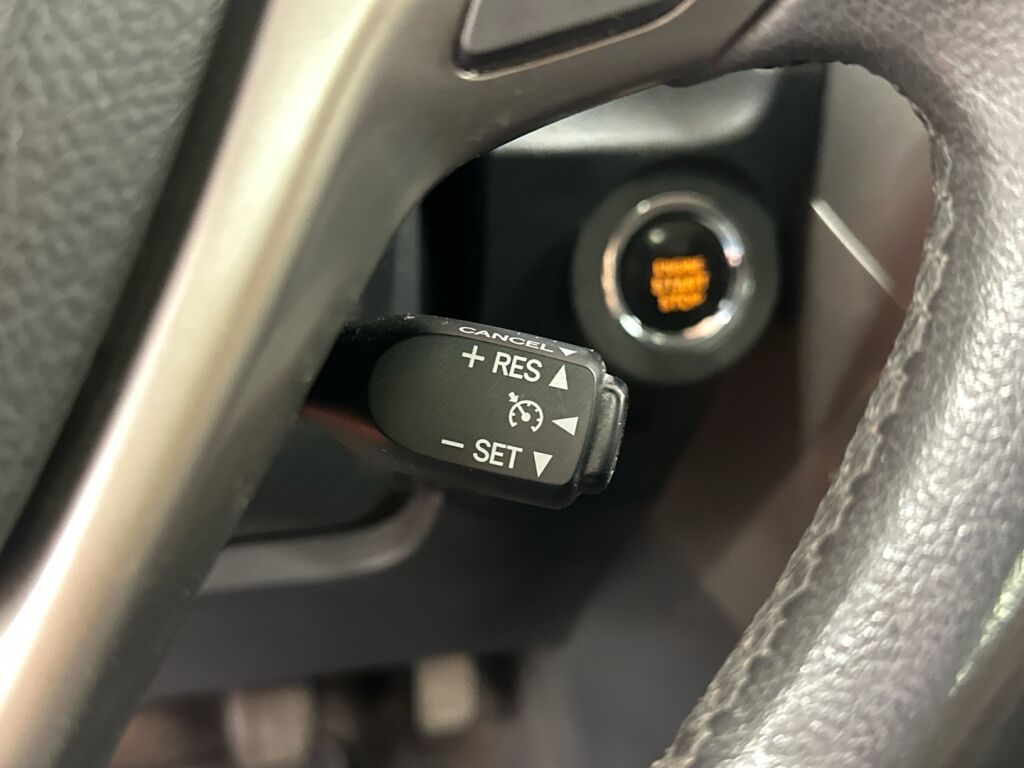 CANCEL ▼
+ RES ▲
◄
− SET ▼
ENGINE
START
STOP